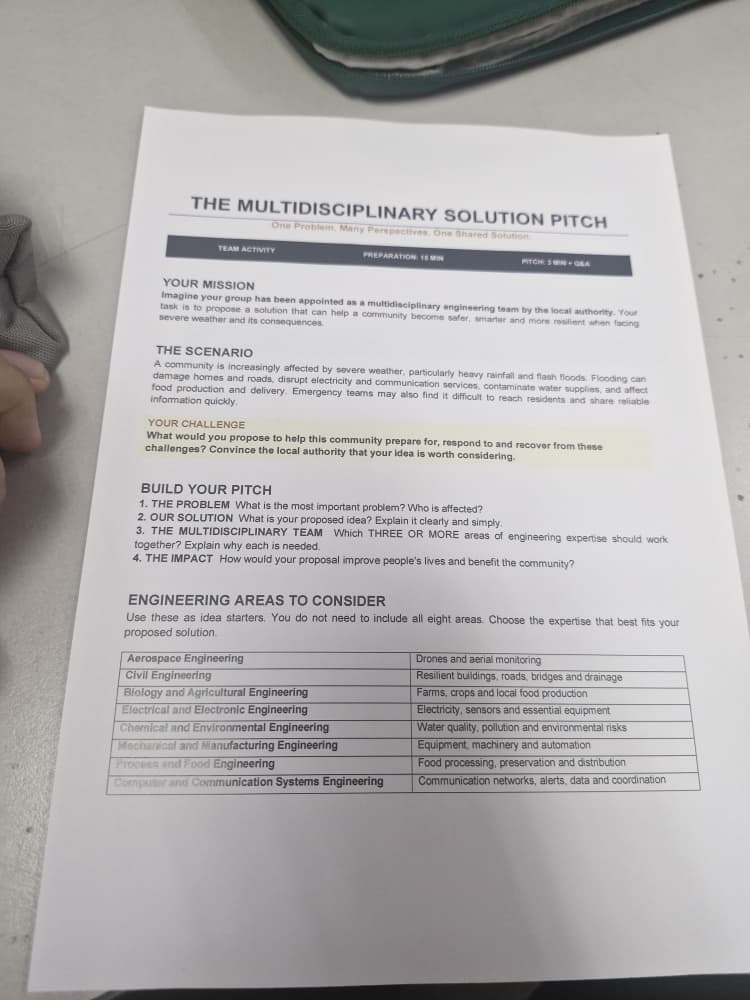 THE MULTIDISCIPLINARY SOLUTION PITCH
One Problem. Many Perspectives. One Shared Solution.
TEAM ACTIVITY PREPARATION: 15 MIN PITCH: 3 MIN + Q&A
YOUR MISSION
Imagine your group has been appointed as a multidisciplinary engineering team by the local authority. Your
task is to propose a solution that can help a community become safer, smarter and more resilient when facing
severe weather and its consequences.
THE SCENARIO
A community is increasingly affected by severe weather, particularly heavy rainfall and flash floods. Flooding can
damage homes and roads, disrupt electricity and communication services, contaminate water supplies, and affect
food production and delivery. Emergency teams may also find it difficult to reach residents and share reliable
information quickly.
YOUR CHALLENGE
What would you propose to help this community prepare for, respond to and recover from these
challenges? Convince the local authority that your idea is worth considering.
BUILD YOUR PITCH
1. THE PROBLEM What is the most important problem? Who is affected?
2. OUR SOLUTION What is your proposed idea? Explain it clearly and simply.
3. THE MULTIDISCIPLINARY TEAM Which THREE OR MORE areas of engineering expertise should work
together? Explain why each is needed.
4. THE IMPACT How would your proposal improve people's lives and benefit the community?
ENGINEERING AREAS TO CONSIDER
Use these as idea starters. You do not need to include all eight areas. Choose the expertise that best fits your
proposed solution.
Aerospace Engineering Drones and aerial monitoring
Civil Engineering Resilient buildings, roads, bridges and drainage
Biology and Agricultural Engineering Farms, crops and local food production
Electrical and Electronic Engineering Electricity, sensors and essential equipment
Chemical and Environmental Engineering Water quality, pollution and environmental risks
Mechanical and Manufacturing Engineering Equipment, machinery and automation
Process and Food Engineering Food processing, preservation and distribution
Computer and Communication Systems Engineering Communication networks, alerts, data and coordination